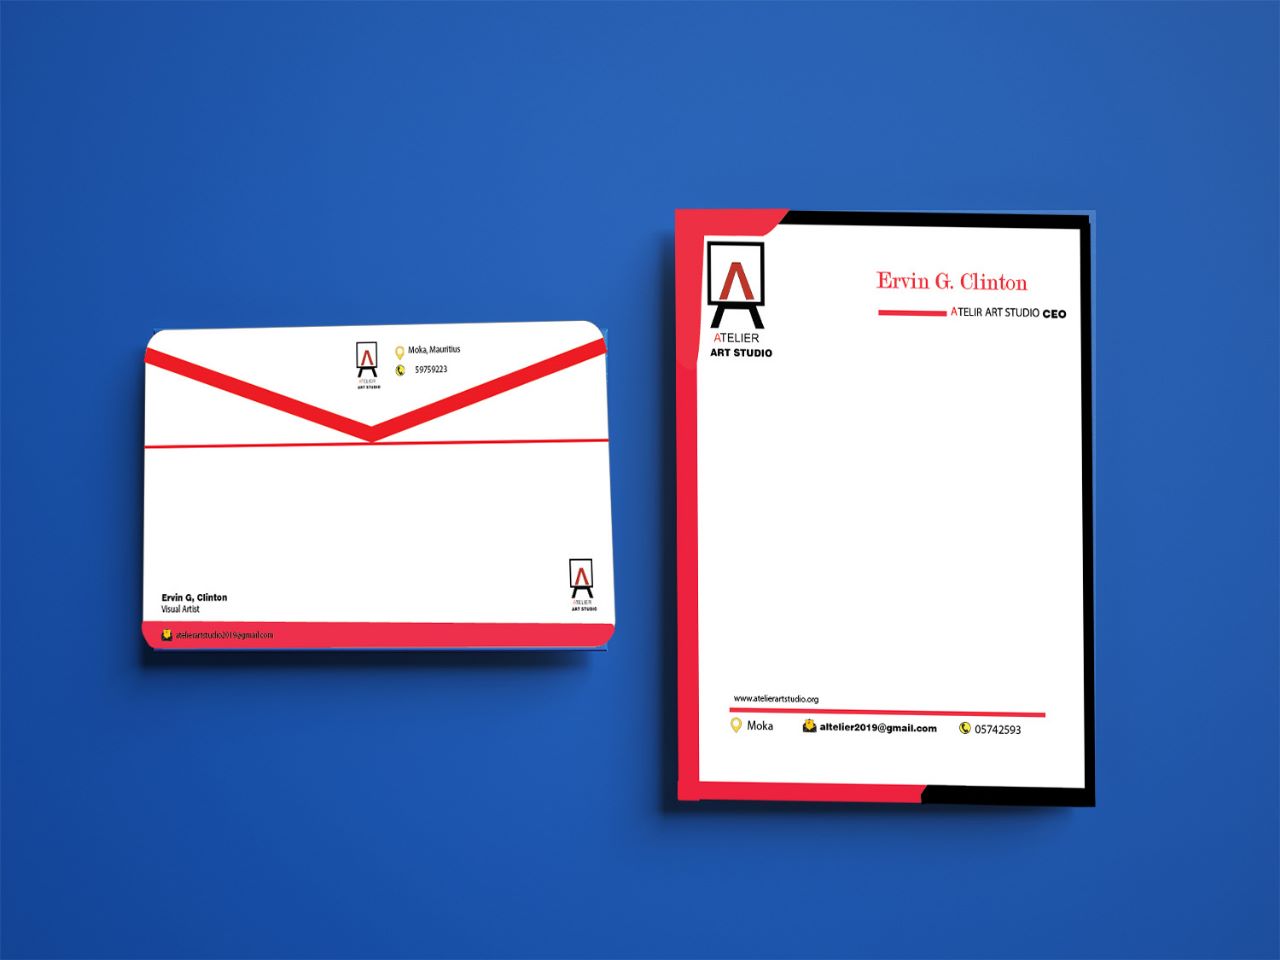 Moka, Mauritius
59759223
ATELIER
ART STUDIO
Ervin G, Clinton
Visual Artist
ATELIER
ART STUDIO
atelierartstudio2019@gmail.com
A
ATELIER
ART STUDIO
Ervin G. Clinton
ATELIR ART STUDIO CEO
www.atelierartstudio.org
Moka altelier2019@gmail.com 05742593